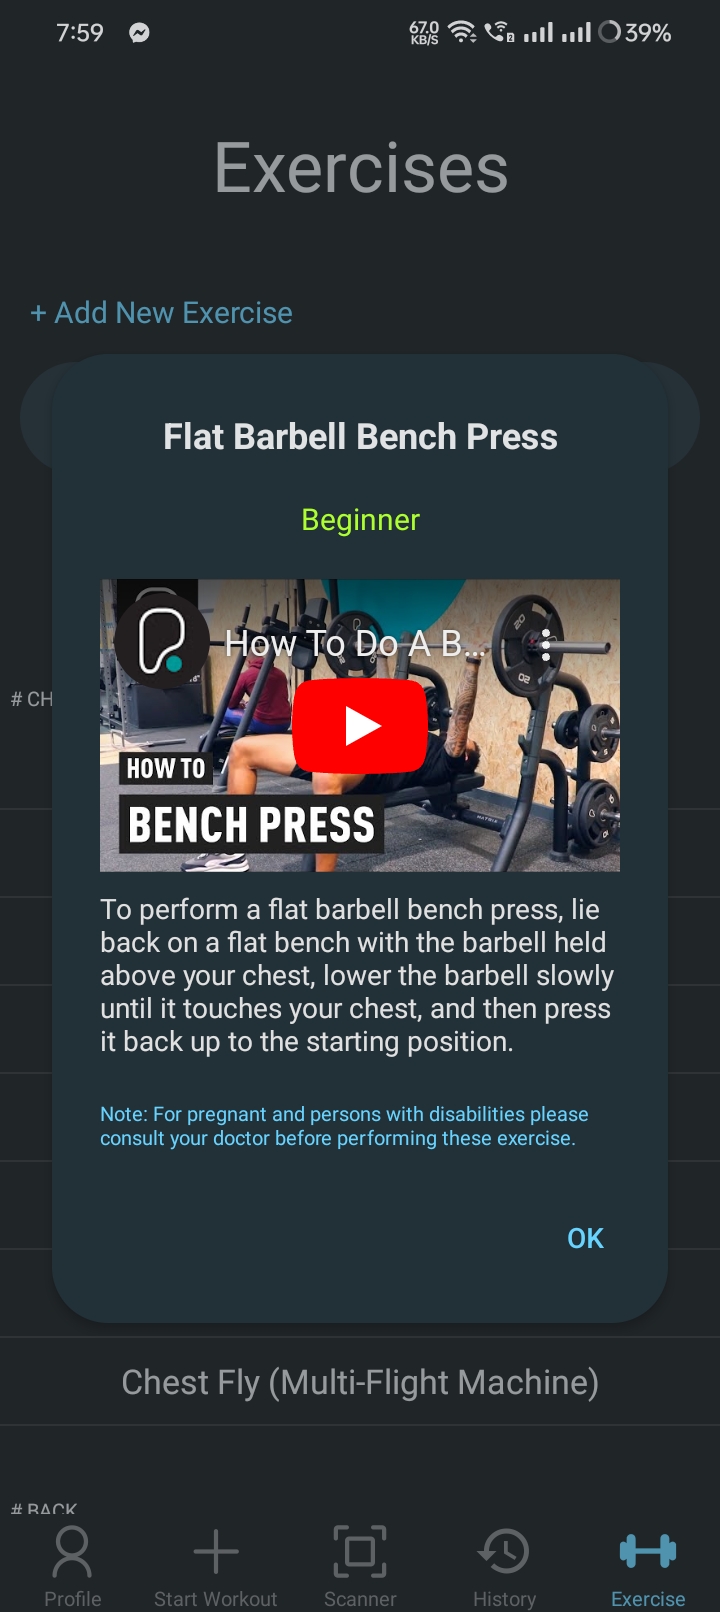 7:59
67.0
KB/S
2
39%
Exercises
+ Add New Exercise
Flat Barbell Bench Press
Beginner
How To Do A B...
20
20
HOW TO
BENCH PRESS
MATRIX
# CH
To perform a flat barbell bench press, lie
back on a flat bench with the barbell held
above your chest, lower the barbell slowly
until it touches your chest, and then press
it back up to the starting position.
Note: For pregnant and persons with disabilities please
consult your doctor before performing these exercise.
OK
Chest Fly (Multi-Flight Machine)
# BACK
Profile
Start Workout
Scanner
History
Exercise